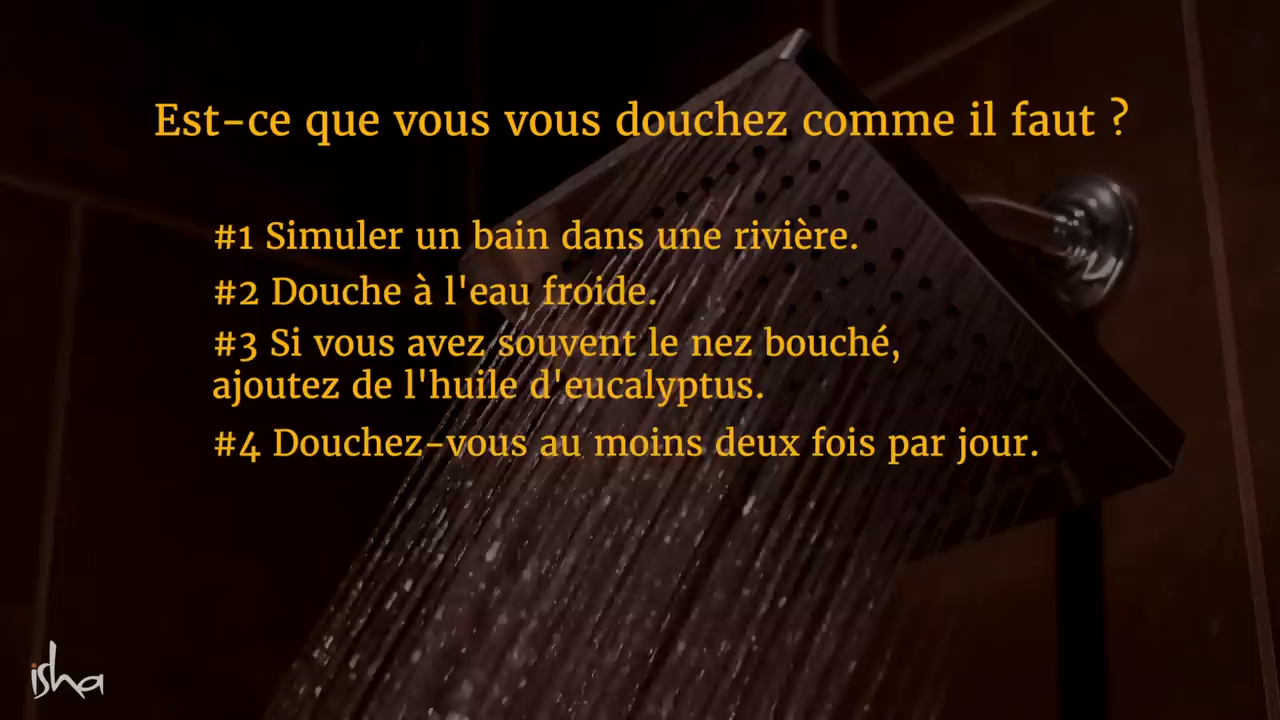 Est-ce que vous vous douchez comme il faut ?
#1 Simuler un bain dans une rivière.
#2 Douche à l'eau froide.
#3 Si vous avez souvent le nez bouché,
ajoutez de l'huile d'eucalyptus.
#4 Douchez-vous au moins deux fois par jour.
isha